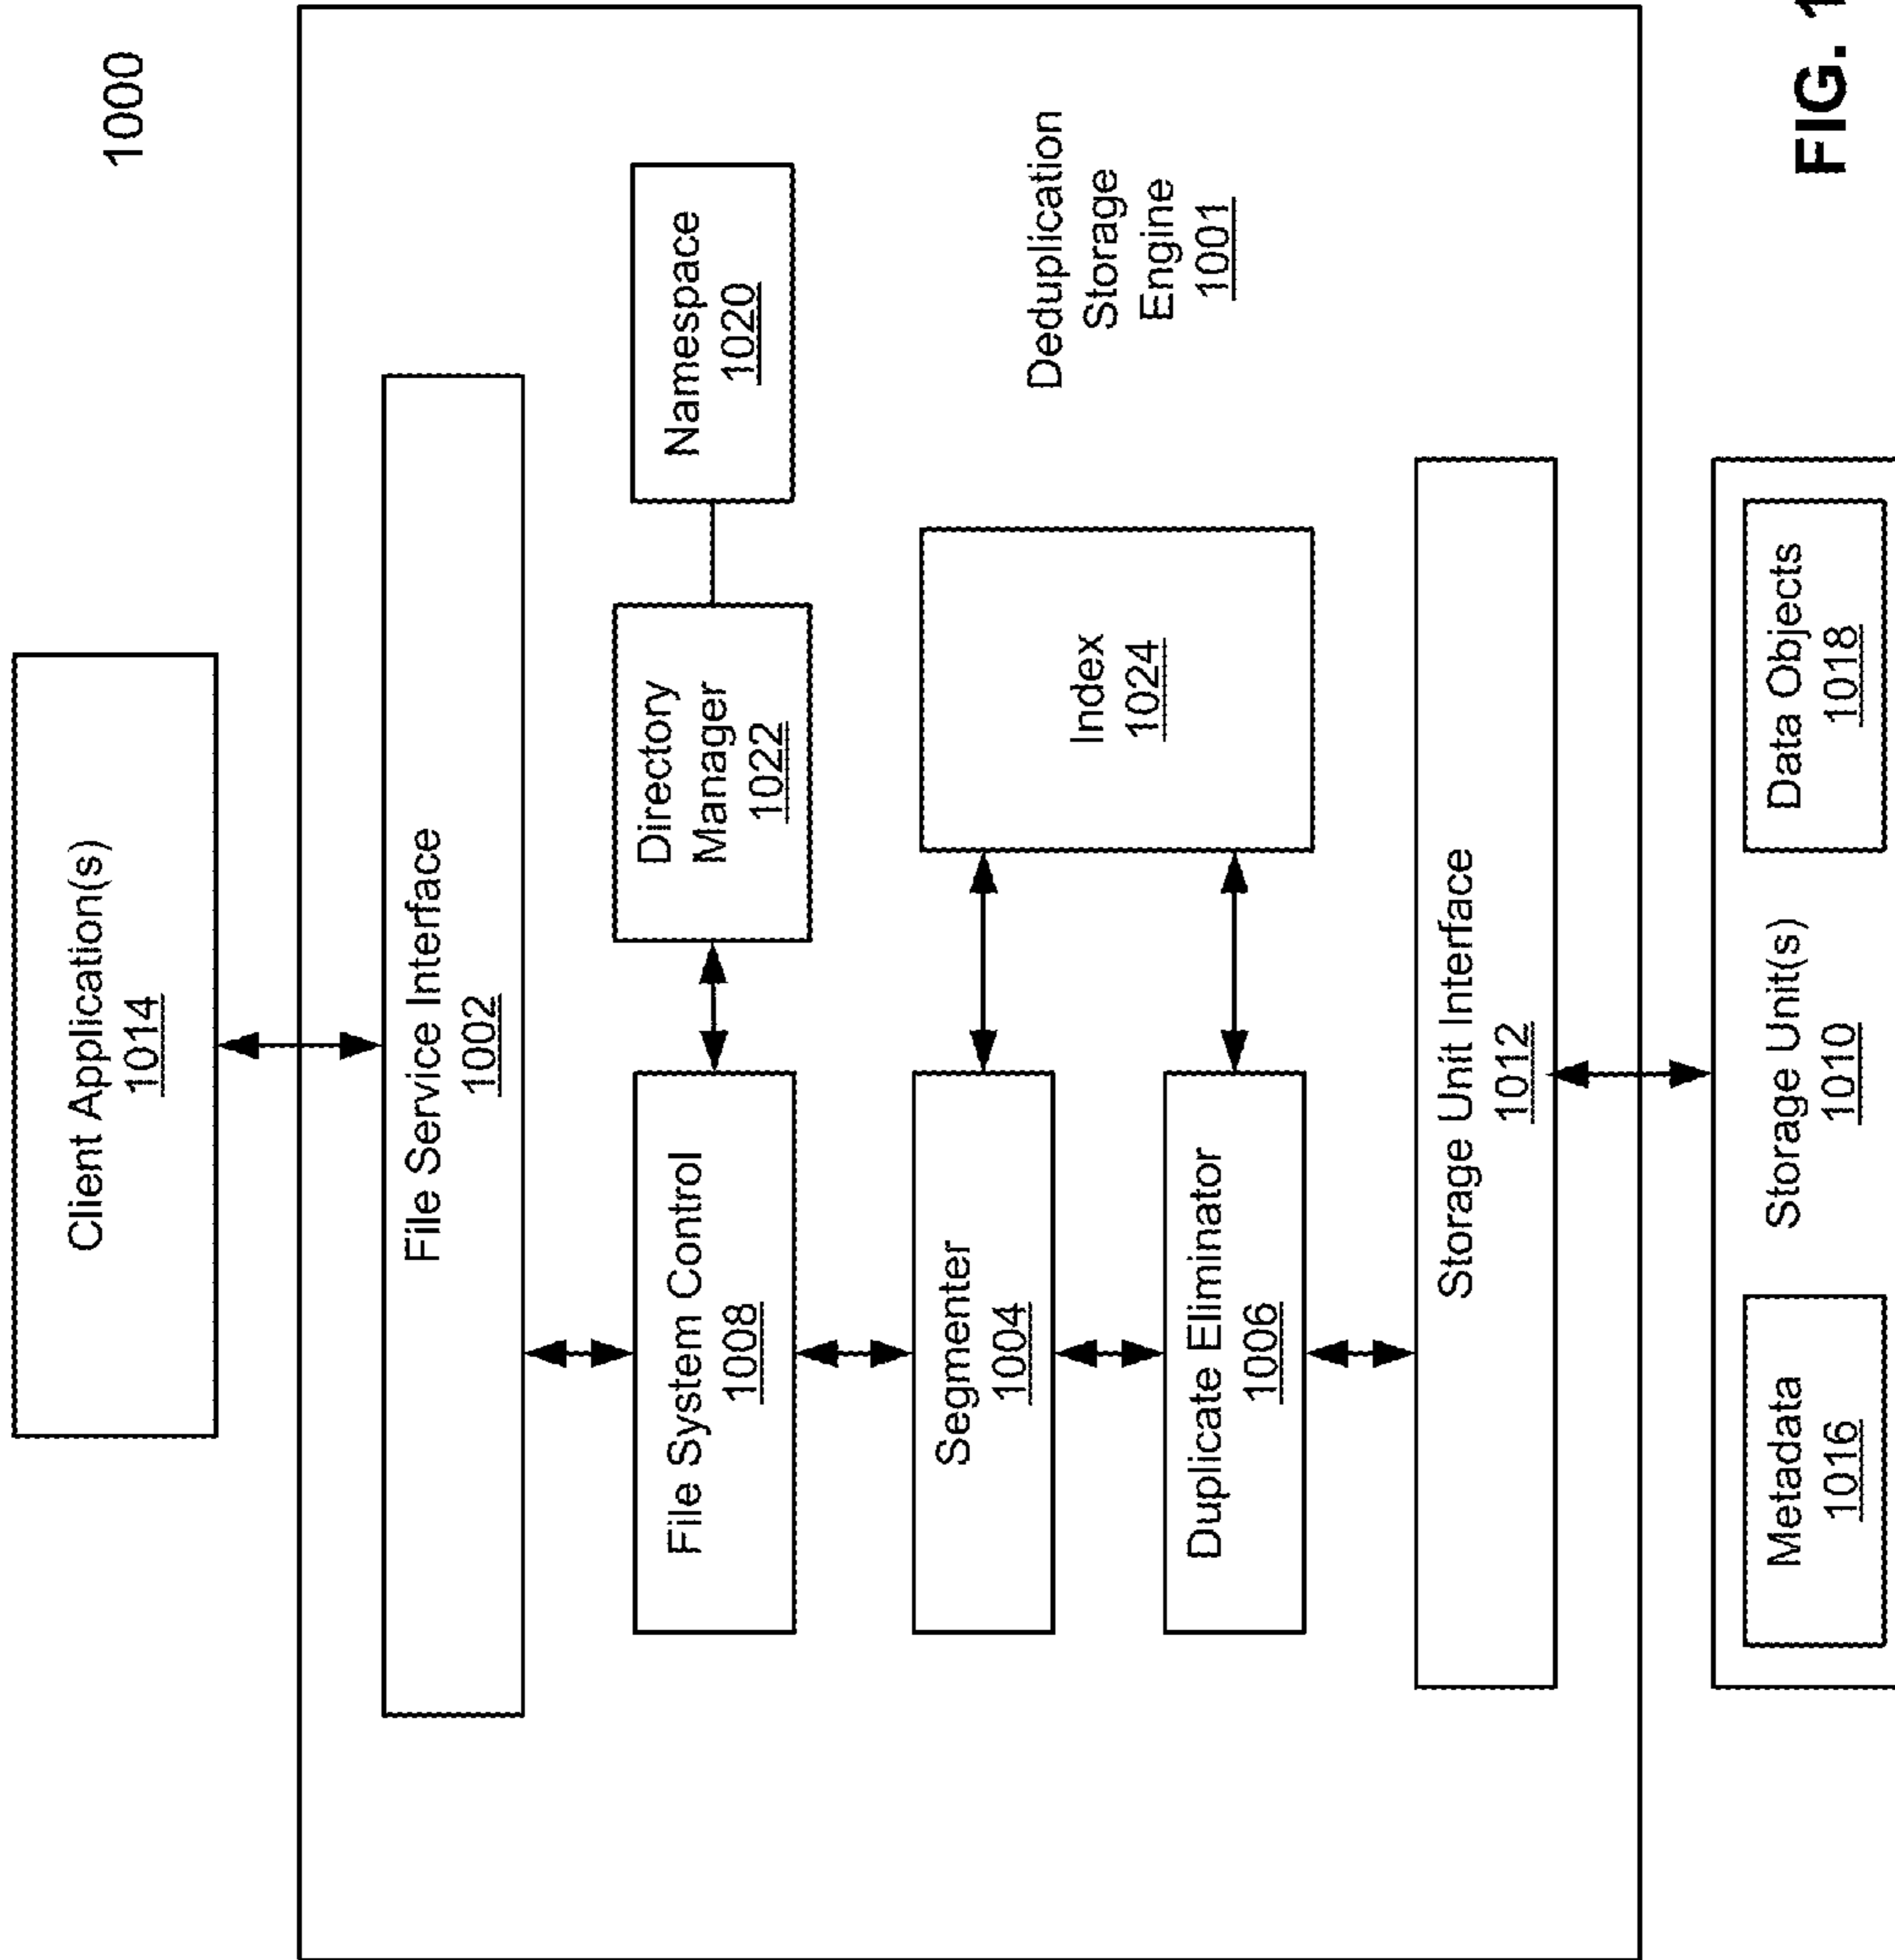 1000
Client Application(s)
1014
File Service Interface
1002
File System Control
1008
Directory
Manager
1022
Namespace
1020
Segmenter
1004
Index
1024
Duplicate Eliminator
1006
Deduplication
Storage
Engine
1001
Storage Unit Interface
1012
Metadata
1016
Storage Unit(s)
1010
Data Objects
1018
FIG. 1